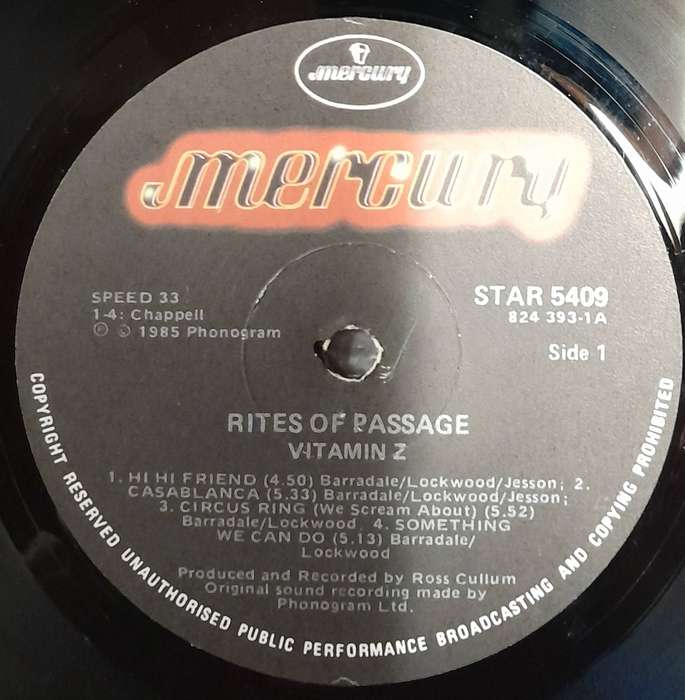 mercury
mercury
SPEED 33
1-4: Chappell
℗ © 1985 Phonogram
STAR 5409
824 393-1A
Side 1
RITES OF PASSAGE
VITAMIN Z
1. HI HI FRIEND (4.50) Barradale/Lockwood/Jesson; 2.
CASABLANCA (5.33) Barradale/Lockwood/Jesson;
3. CIRCUS RING (We Scream About) (5.52)
Barradale/Lockwood. 4. SOMETHING
WE CAN DO (5.13) Barradale/
Lockwood
Produced and Recorded by Ross Cullum
Original sound recording made by
Phonogram Ltd.
COPYRIGHT RESERVED UNAUTHORISED PUBLIC PERFORMANCE BROADCASTING AND COPYING PROHIBITED